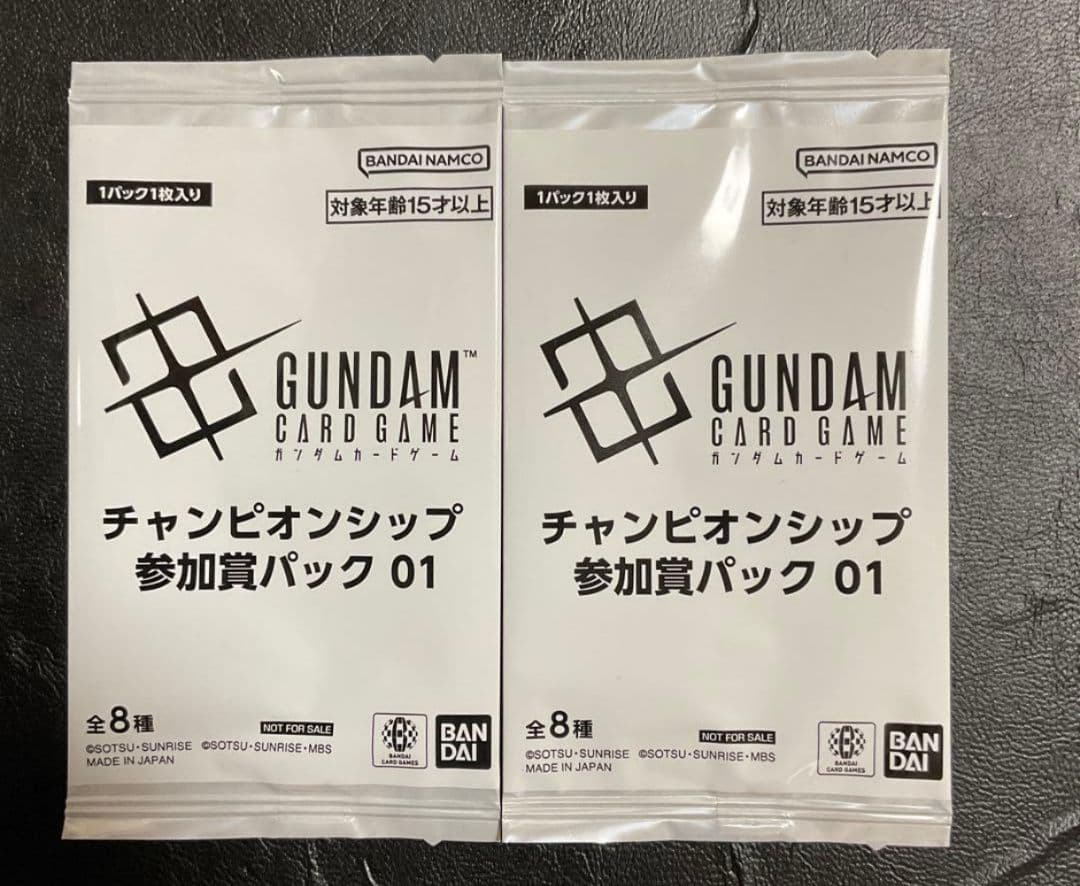 BANDAI NAMCO
1パック1枚入り
対象年齢15才以上
GUNDAM™
CARD GAME
ガンダムカードゲーム
チャンピオンシップ
参加賞パック 01
全8種
NOT FOR SALE
©SOTSU・SUNRISE ©SOTSU・SUNRISE・MBS
MADE IN JAPAN
BANDAI
CARD GAMES
BAN
DAI
BANDAI NAMCO
1パック1枚入り
対象年齢15才以上
GUNDAM
CARD GAME
ガンダムカードゲーム
チャンピオンシップ
参加賞パック 01
全8種
NOT FOR SALE
©SOTSU・SUNRISE ©SOTSU・SUNRISE・MBS
MADE IN JAPAN
BANDAI
CARD GAMES
BAN
DAI